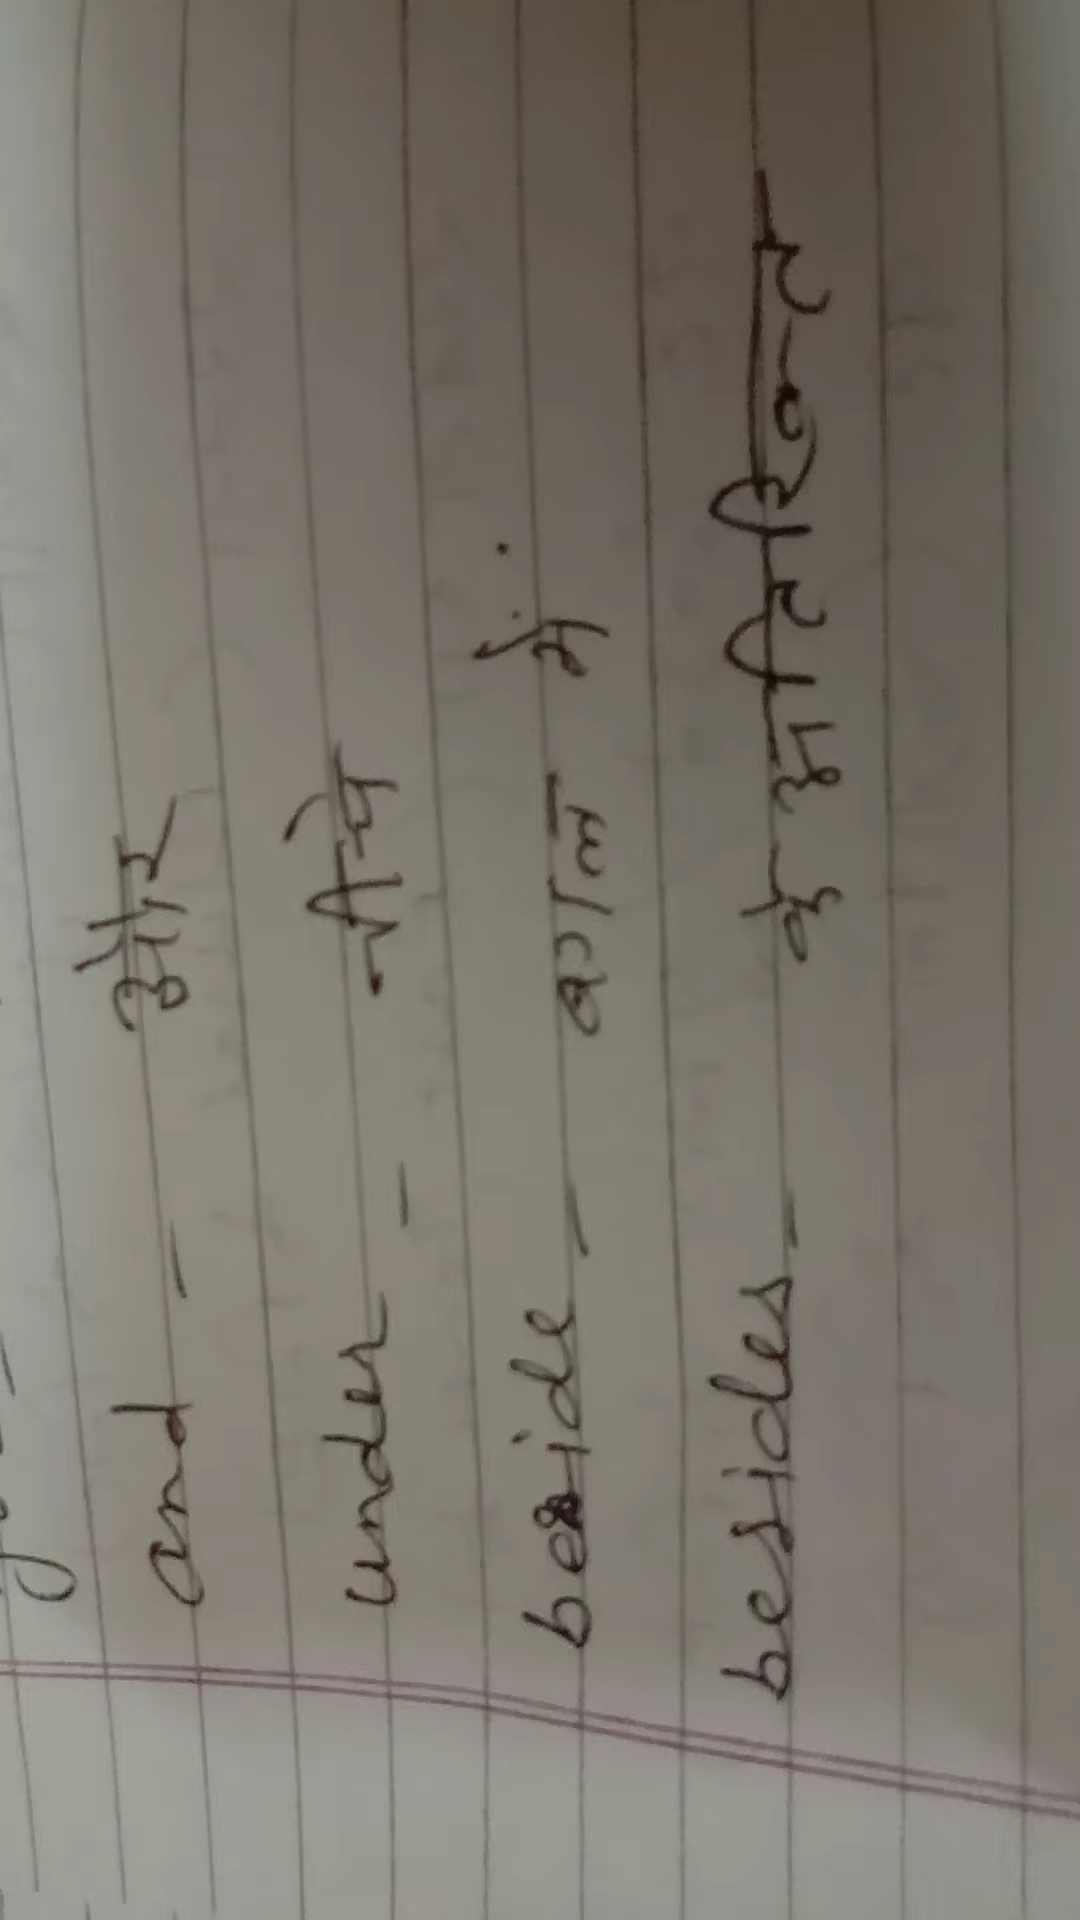 and - और
under - नीचे
beside - बगल में
besides - के अतिरिक्त